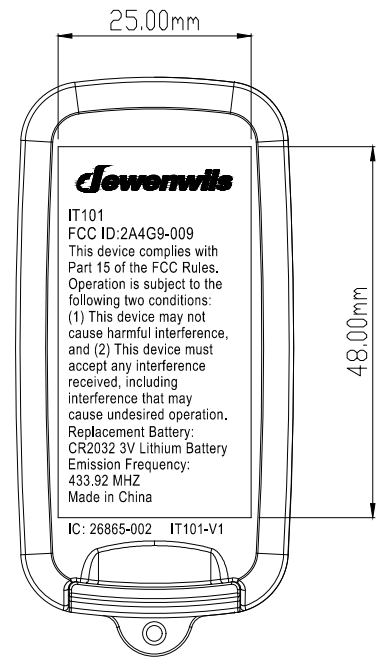 25.00mm
dewenwils
IT101
FCC ID:2A4G9-009
This device complies with
Part 15 of the FCC Rules.
Operation is subject to the
following two conditions:
(1) This device may not
cause harmful interference,
and (2) This device must
accept any interference
received, including
interference that may
cause undesired operation.
Replacement Battery:
CR2032 3V Lithium Battery
Emission Frequency:
433.92 MHZ
Made in China
48.00mm
IC: 26865-002 IT101-V1